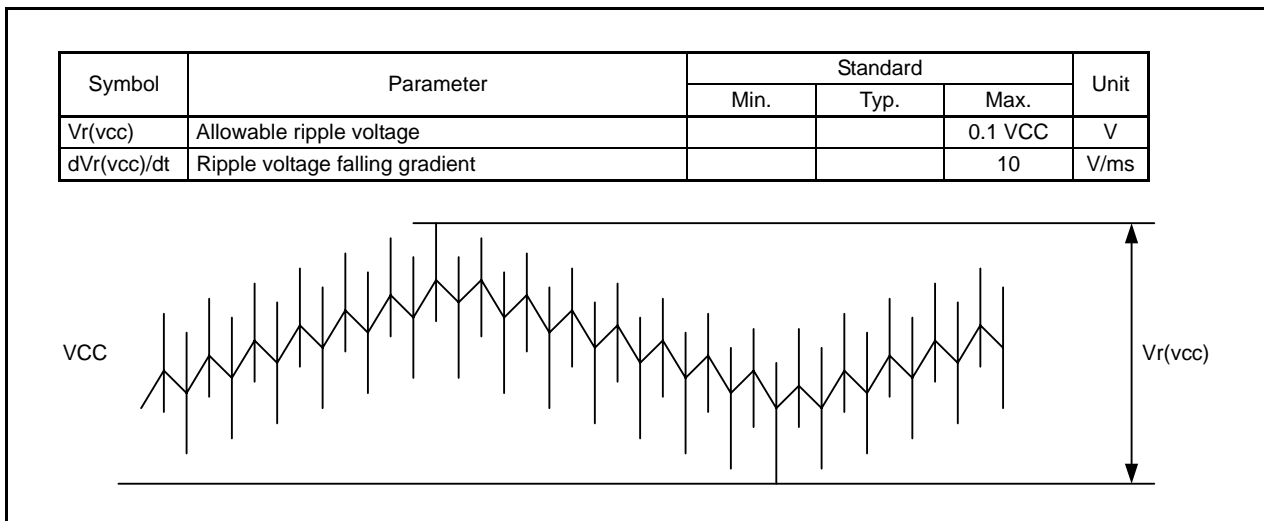 Symbol Parameter Standard Unit
Min. Typ. Max.
Vr(vcc) Allowable ripple voltage 0.1 VCC V
dVr(vcc)/dt Ripple voltage falling gradient 10 V/ms
VCC Vr(vcc)